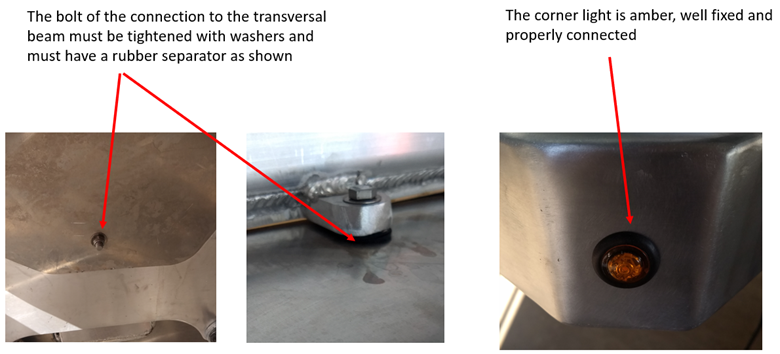 The bolt of the connection to the transversal
beam must be tightened with washers and
must have a rubber separator as shown
The corner light is amber, well fixed and
properly connected